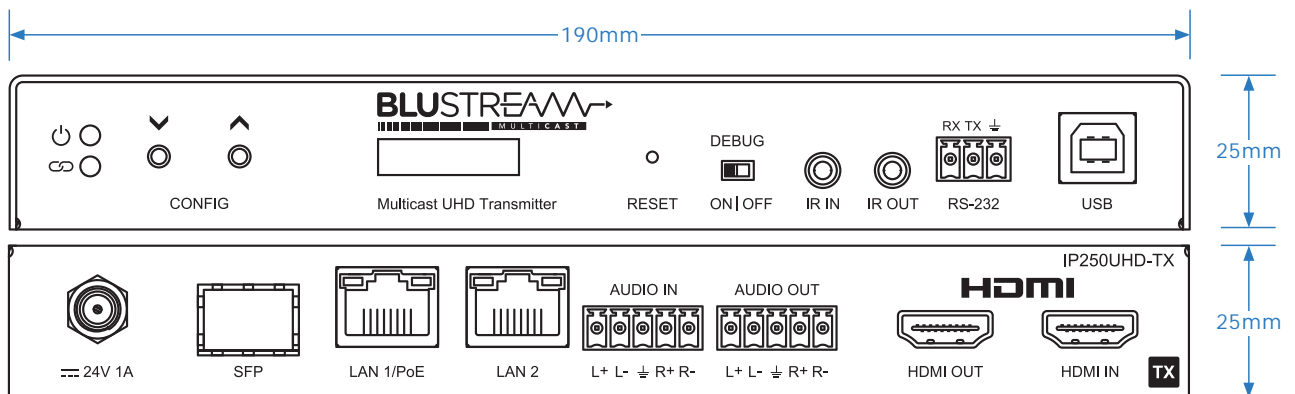 190mm
BLUSTREAM
MULTICAST
RX TX
DEBUG
25mm
CONFIG
Multicast UHD Transmitter
RESET
ON|OFF
IR IN
IR OUT
RS-232
USB
IP250UHD-TX
HDMI
AUDIO IN
AUDIO OUT
25mm
24V 1A
SFP
LAN 1/PoE
LAN 2
L+ L- R+ R-
L+ L- R+ R-
HDMI OUT
HDMI IN
TX